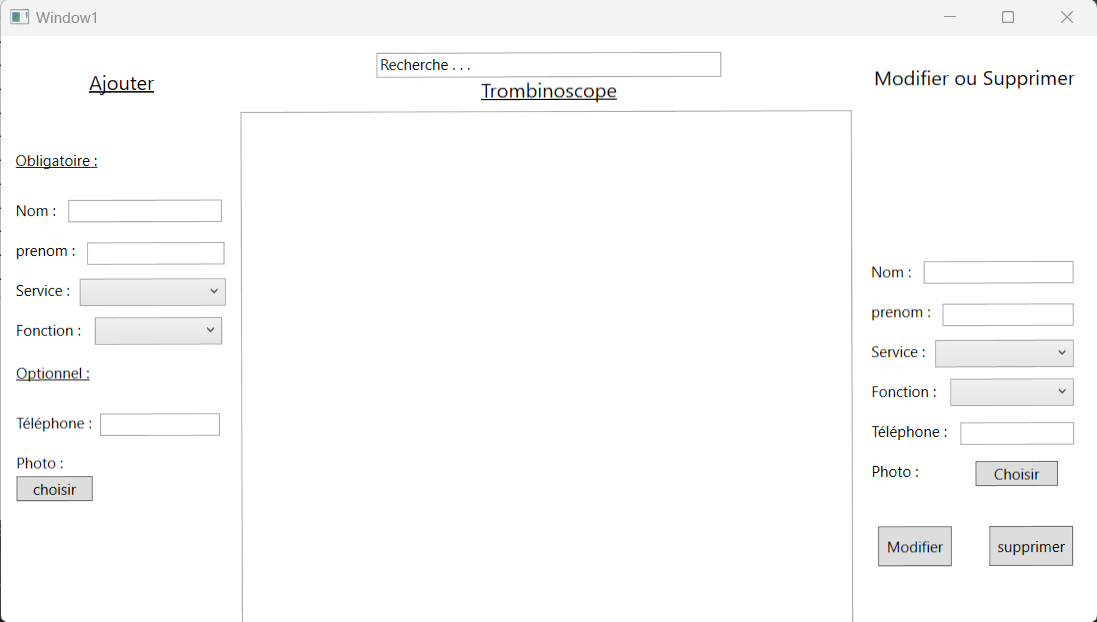 Window1
Recherche . . .
Ajouter
Trombinoscope
Modifier ou Supprimer
Obligatoire :
Nom :
prenom :
Service :
Fonction :
Optionnel :
Téléphone :
Photo :
choisir
Nom :
prenom :
Service :
Fonction :
Téléphone :
Photo :
Choisir
Modifier
supprimer